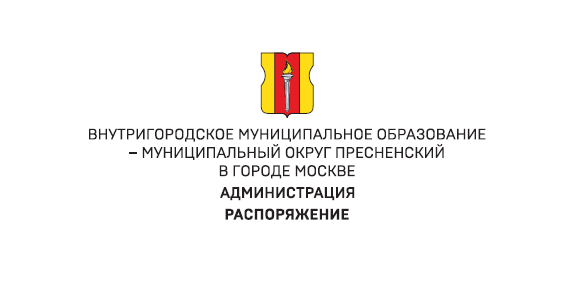 ВНУТРИГОРОДСКОЕ МУНИЦИПАЛЬНОЕ ОБРАЗОВАНИЕ
– МУНИЦИПАЛЬНЫЙ ОКРУГ ПРЕСНЕНСКИЙ
В ГОРОДЕ МОСКВЕ
АДМИНИСТРАЦИЯ
РАСПОРЯЖЕНИЕ